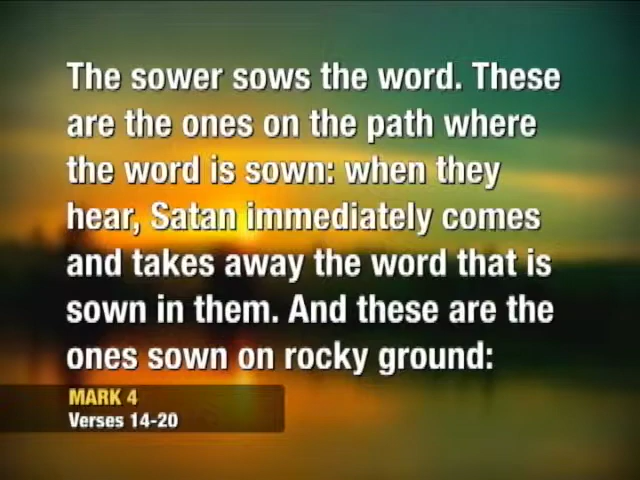 The sower sows the word. These
are the ones on the path where
the word is sown: when they
hear, Satan immediately comes
and takes away the word that is
sown in them. And these are the
ones sown on rocky ground:
MARK 4
Verses 14-20